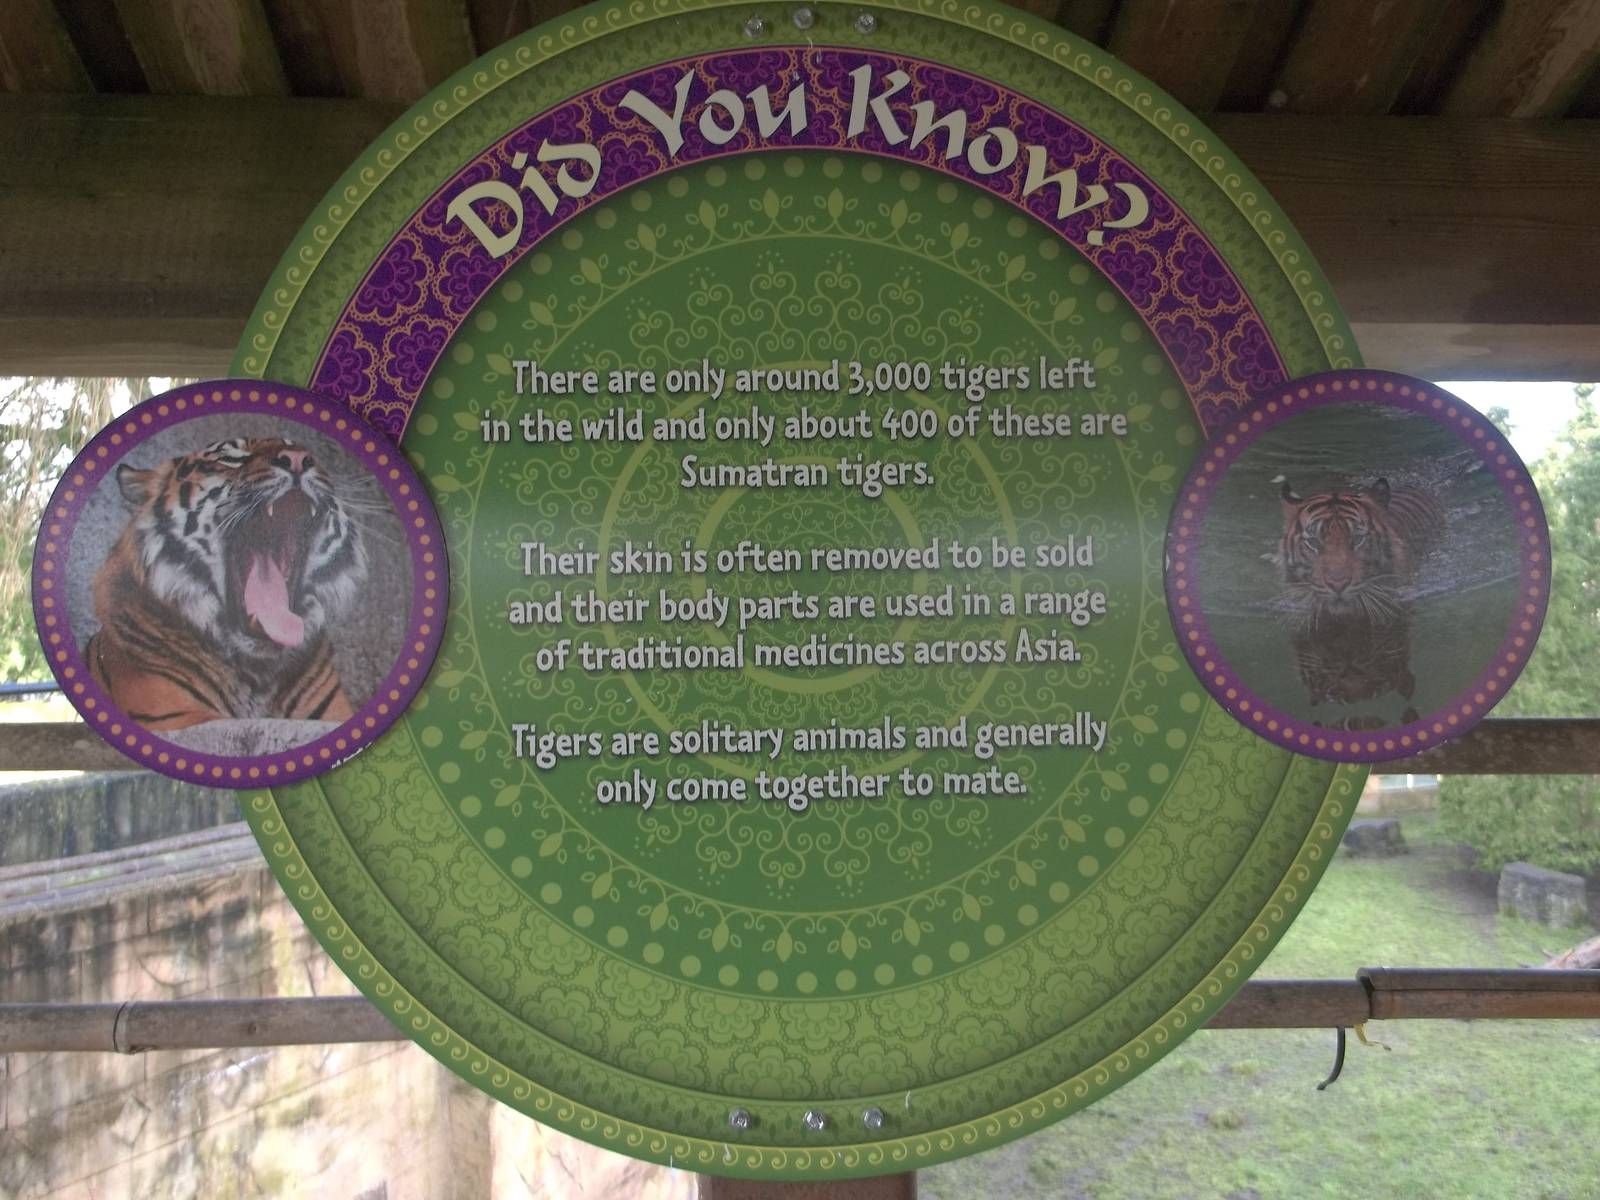 Did You Know?
There are only around 3,000 tigers left
in the wild and only about 400 of these are
Sumatran tigers.
Their skin is often removed to be sold
and their body parts are used in a range
of traditional medicines across Asia.
Tigers are solitary animals and generally
only come together to mate.